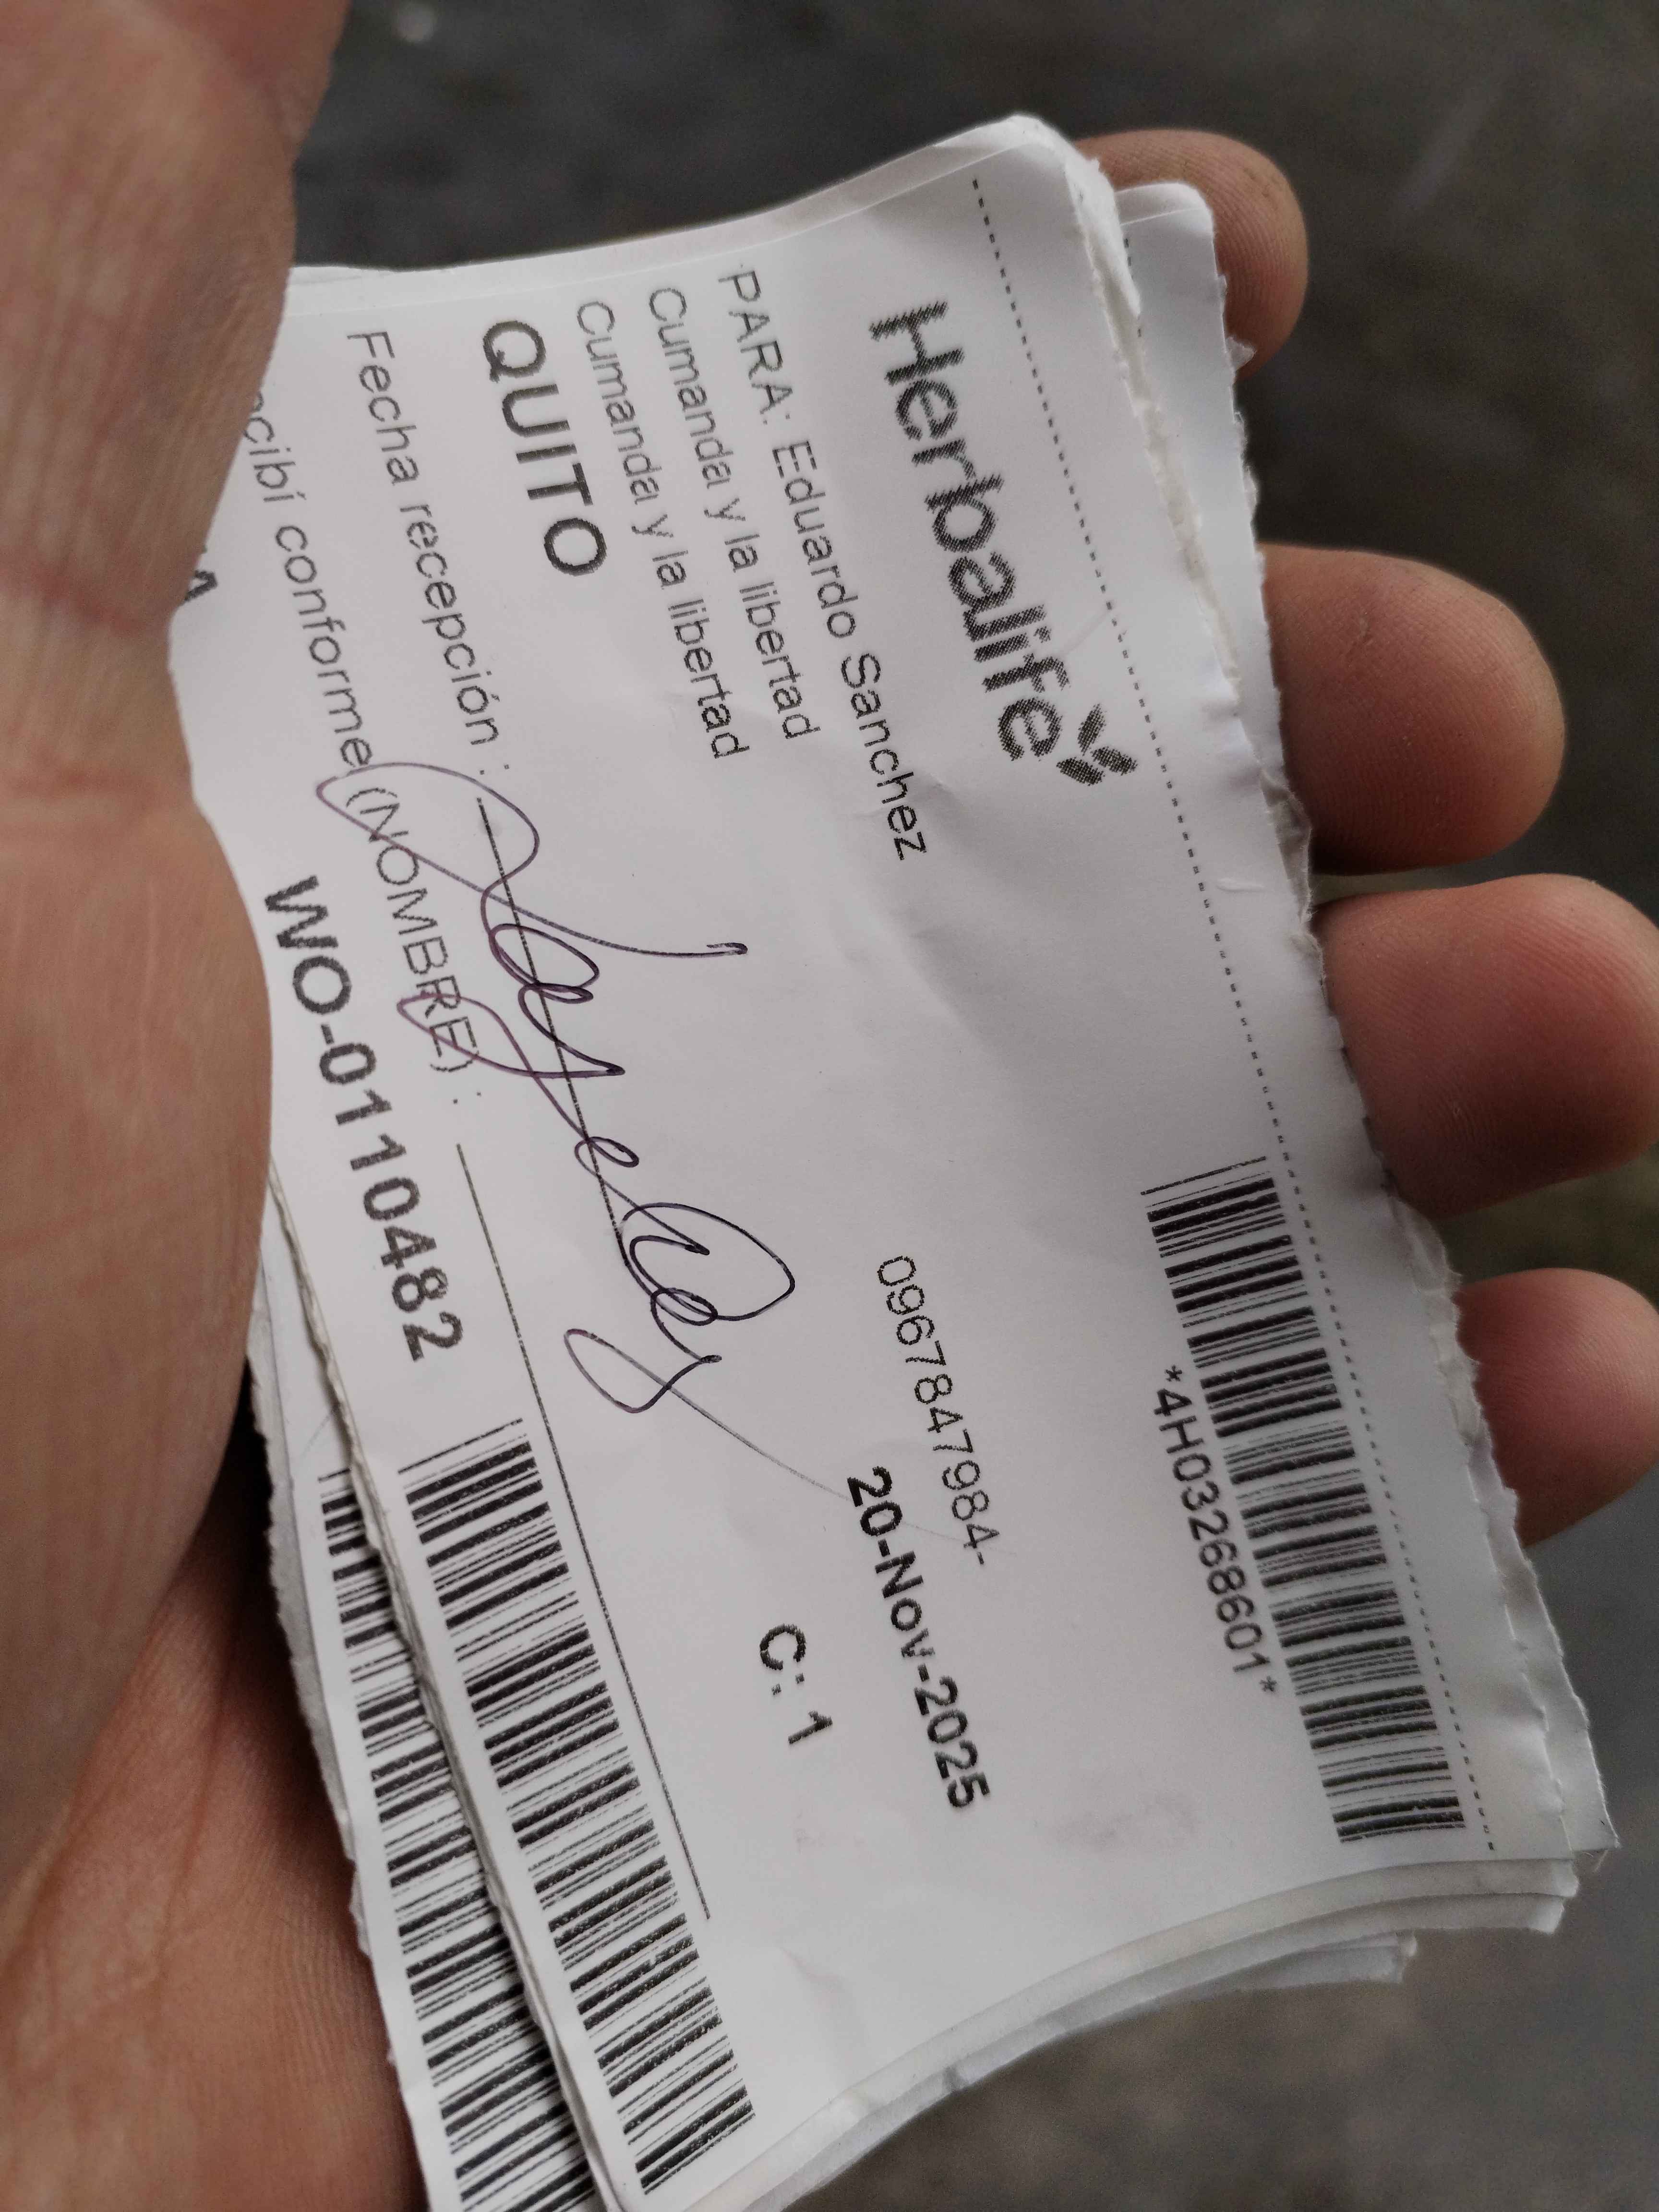 Herbalife
*4H03268601*
PARA: Eduardo Sanchez
0967847984-
Cumanda y la libertad
20-Nov-2025
Cumanda y la libertad
QUITO
C: 1
Fecha recepción :
conforme (NOMBRE) :
WO-0110482